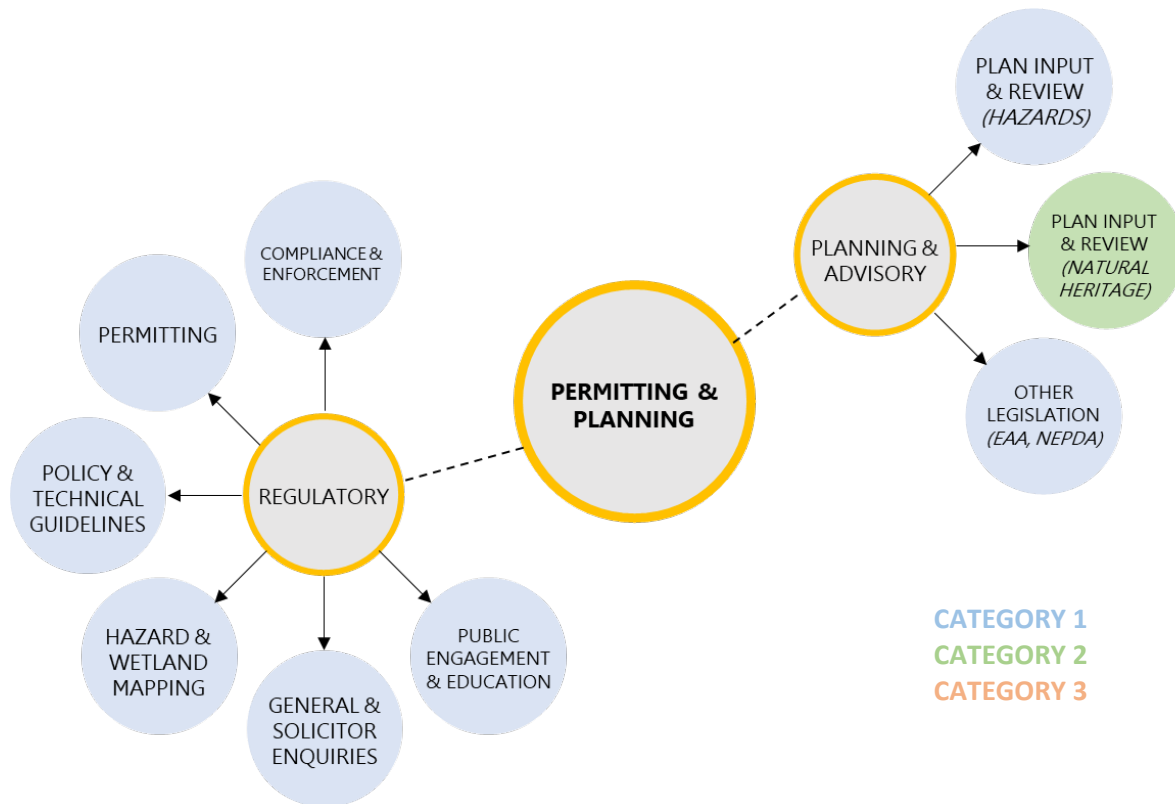 PLAN INPUT
& REVIEW
(HAZARDS)
PLAN INPUT
& REVIEW
(NATURAL
HERITAGE)
PLANNING &
ADVISORY
OTHER
LEGISLATION
(EAA, NEPDA)
COMPLIANCE &
ENFORCEMENT
PERMITTING
PERMITTING &
PLANNING
POLICY &
TECHNICAL
GUIDELINES
REGULATORY
HAZARD &
WETLAND
MAPPING
GENERAL &
SOLICITOR
ENQUIRIES
PUBLIC
ENGAGEMENT
& EDUCATION
CATEGORY 1
CATEGORY 2
CATEGORY 3